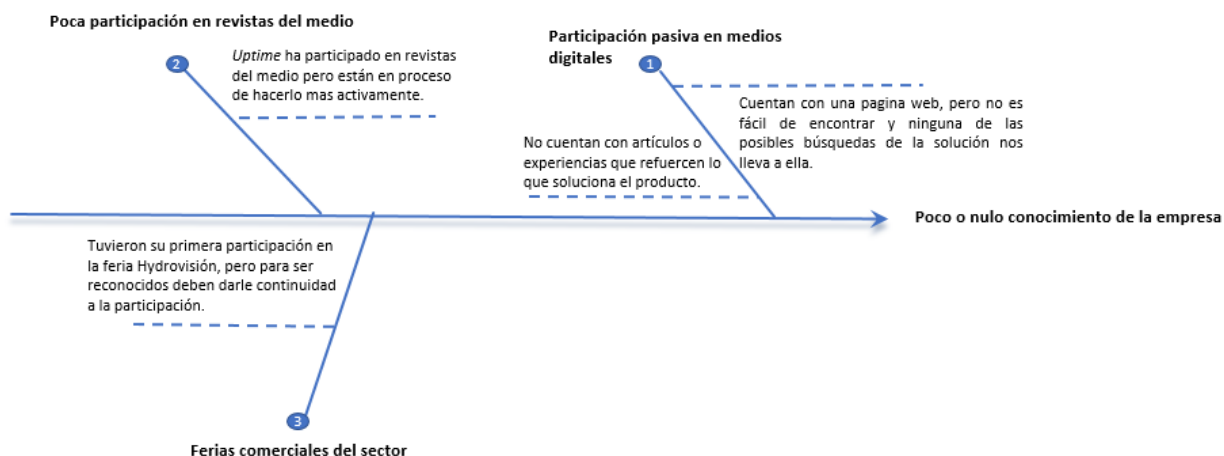 Poca participación en revistas del medio
2
Uptime ha participado en revistas
del medio pero están en proceso
de hacerlo mas activamente.
Participación pasiva en medios
digitales
1
Cuentan con una pagina web, pero no es
fácil de encontrar y ninguna de las
posibles búsquedas de la solución nos
lleva a ella.
No cuentan con artículos o
experiencias que refuercen lo
que soluciona el producto.
Poco o nulo conocimiento de la empresa
Tuvieron su primera participación en
la feria Hydrovisión, pero para ser
reconocidos deben darle continuidad
a la participación.
3
Ferias comerciales del sector